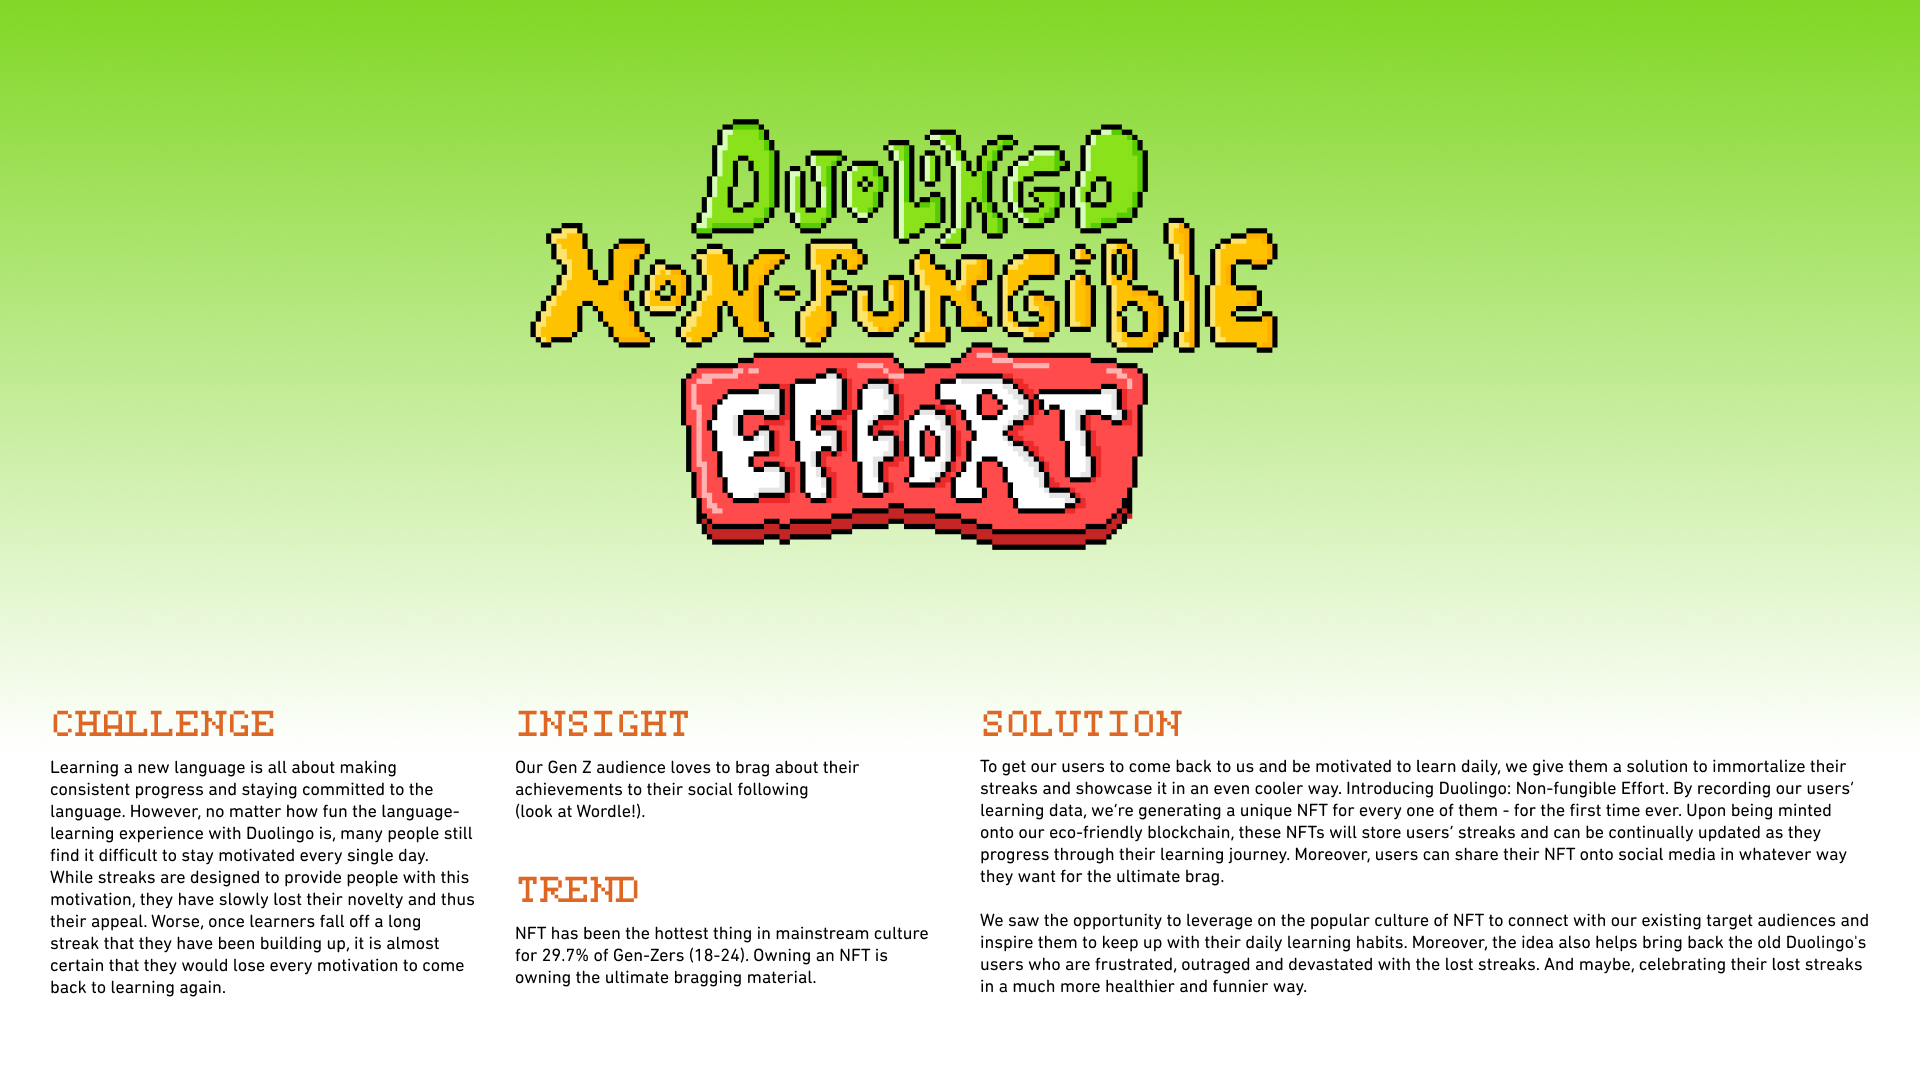 DUOLINGO
NON-FUNGIBLE
EFFORT
CHALLENGE
Learning a new language is all about making
consistent progress and staying committed to the
language. However, no matter how fun the language-
learning experience with Duolingo is, many people still
find it difficult to stay motivated every single day.
While streaks are designed to provide people with this
motivation, they have slowly lost their novelty and thus
their appeal. Worse, once learners fall off a long
streak that they have been building up, it is almost
certain that they would lose every motivation to come
back to learning again.
INSIGHT
Our Gen Z audience loves to brag about their
achievements to their social following
(look at Wordle!).
TREND
NFT has been the hottest thing in mainstream culture
for 29.7% of Gen-Zers (18-24). Owning an NFT is
owning the ultimate bragging material.
SOLUTION
To get our users to come back to us and be motivated to learn daily, we give them a solution to immortalize their
streaks and showcase it in an even cooler way. Introducing Duolingo: Non-fungible Effort. By recording our users’
learning data, we’re generating a unique NFT for every one of them - for the first time ever. Upon being minted
onto our eco-friendly blockchain, these NFTs will store users’ streaks and can be continually updated as they
progress through their learning journey. Moreover, users can share their NFT onto social media in whatever way
they want for the ultimate brag.
We saw the opportunity to leverage on the popular culture of NFT to connect with our existing target audiences and
inspire them to keep up with their daily learning habits. Moreover, the idea also helps bring back the old Duolingo's
users who are frustrated, outraged and devastated with the lost streaks. And maybe, celebrating their lost streaks
in a much more healthier and funnier way.